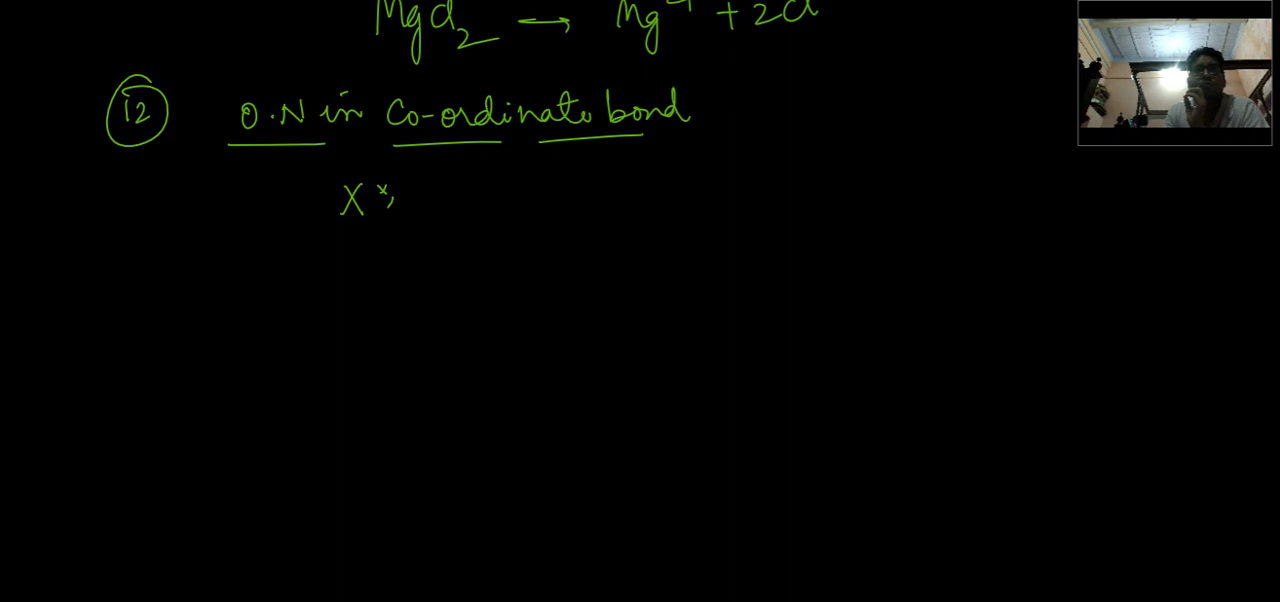 MgCl2 ⟷ Mg2+ + 2Cl
12 O.N in Co-ordinate bond
X